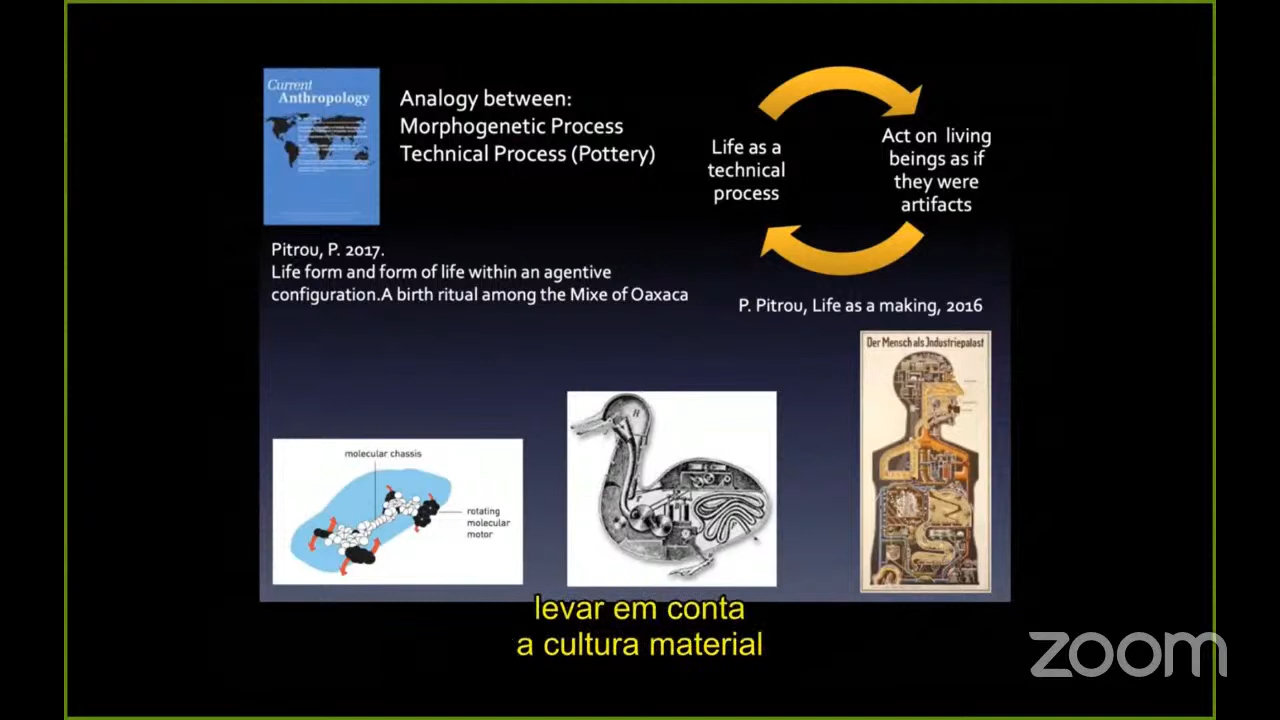 Current
Anthropology
Analogy between:
Morphogenetic Process
Technical Process (Pottery)
Life as a
technical
process
Act on living
beings as if
they were
artifacts
Pitrou, P. 2017.
Life form and form of life within an agentive
configuration.A birth ritual among the Mixe of Oaxaca
P. Pitrou, Life as a making, 2016
Der Mensch als Industriepalast
molecular chassis
rotating
molecular
motor
H
levar em conta
a cultura material
zoom